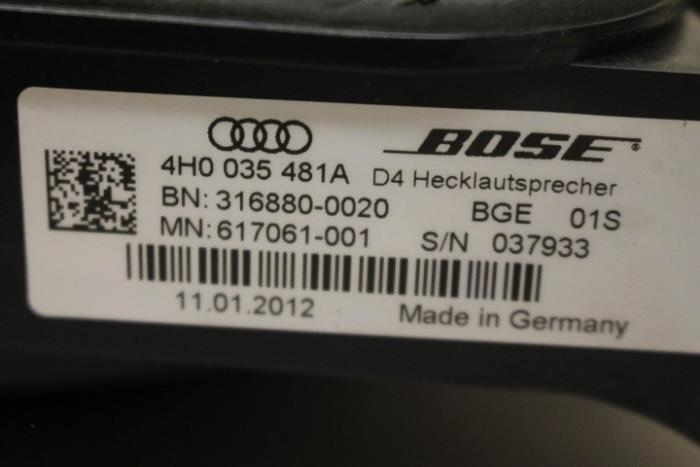 BOSE®
4H0 035 481A D4 Hecklautsprecher
BN: 316880-0020 BGE 01S
MN: 617061-001 S/N 037933
11.01.2012 Made in Germany